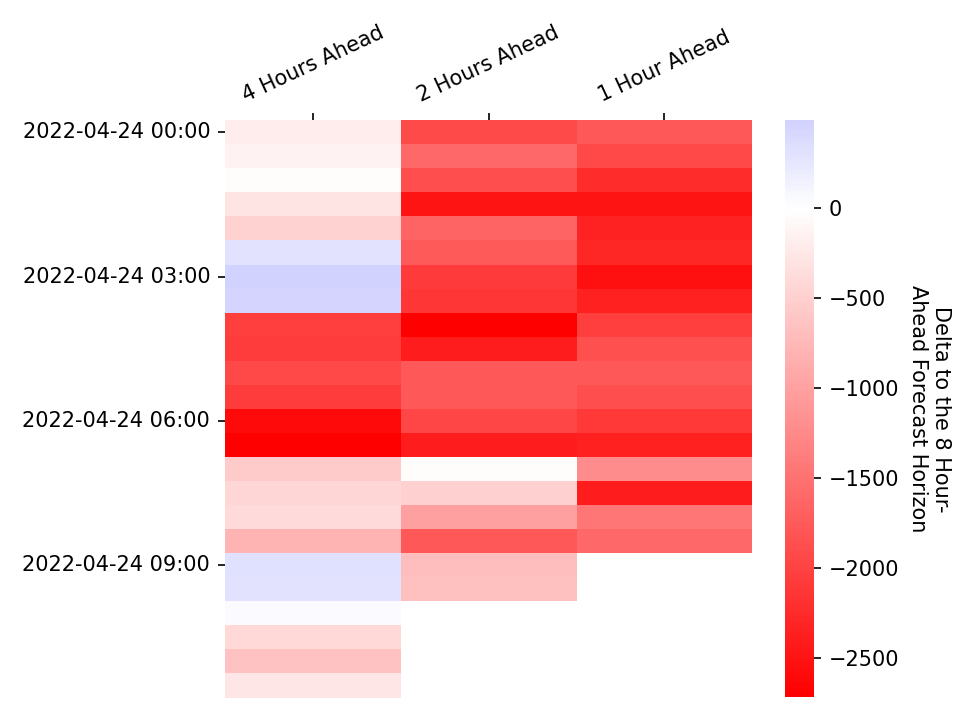 4 Hours Ahead
2 Hours Ahead
1 Hour Ahead
2022-04-24 00:00
2022-04-24 03:00
2022-04-24 06:00
2022-04-24 09:00
0
−500
−1000
−1500
−2000
−2500
Delta to the 8 Hour-
Ahead Forecast Horizon